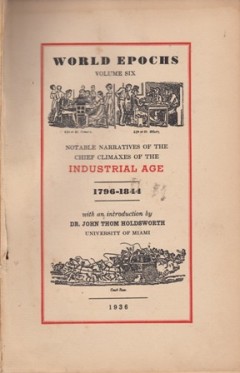 WORLD EPOCHS
VOLUME SIX
NOTABLE NARRATIVES OF THE
CHIEF CLIMAXES OF THE
INDUSTRIAL AGE
1796-1844
with an introduction by
DR. JOHN THOM HOLDSWORTH
UNIVERSITY OF MIAMI
1936